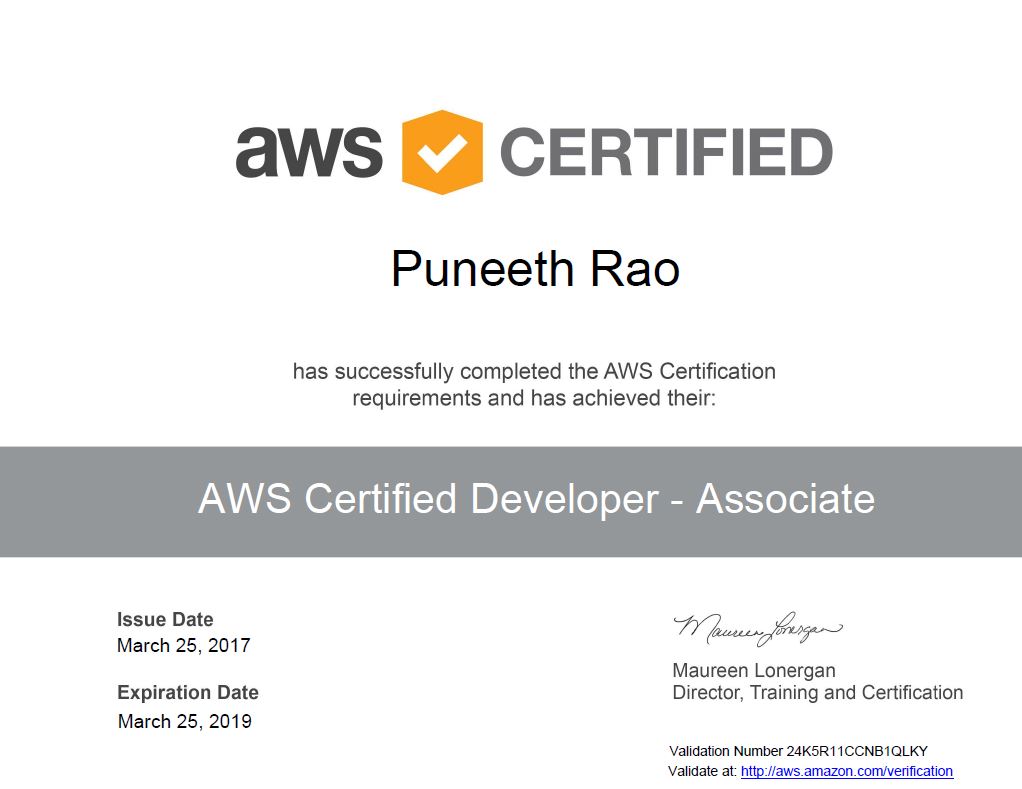 aws CERTIFIED
Puneeth Rao
has successfully completed the AWS Certification
requirements and has achieved their:
AWS Certified Developer - Associate
Issue Date
March 25, 2017
Expiration Date
March 25, 2019
Maureen Lonergan
Maureen Lonergan
Director, Training and Certification
Validation Number 24K5R11CCNB1QLKY
Validate at: http://aws.amazon.com/verification